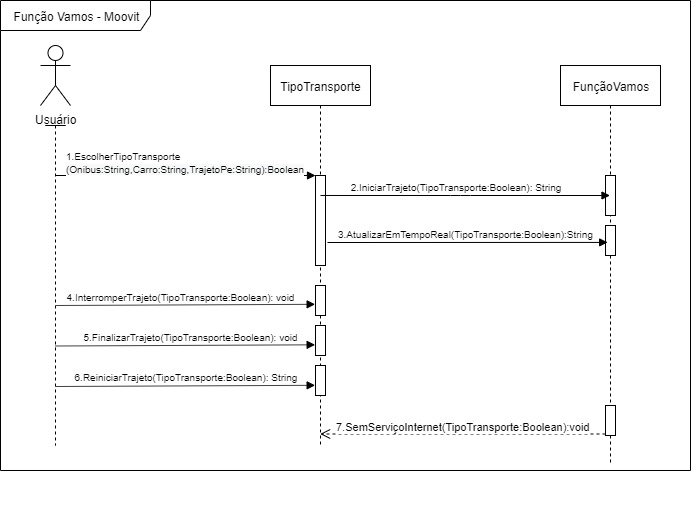 Função Vamos - Moovit
TipoTransporte
FunçãoVamos
Usuário
1.EscolherTipoTransporte
(Onibus:String,Carro:String,TrajetoPe:String):Boolean
2.IniciarTrajeto(TipoTransporte:Boolean): String
3.AtualizarEmTempoReal(TipoTransporte:Boolean):String
4.InterromperTrajeto(TipoTransporte:Boolean): void
5.FinalizarTrajeto(TipoTransporte:Boolean): void
6.ReiniciarTrajeto(TipoTransporte:Boolean): String
7.SemServiçoInternet(TipoTransporte:Boolean):void